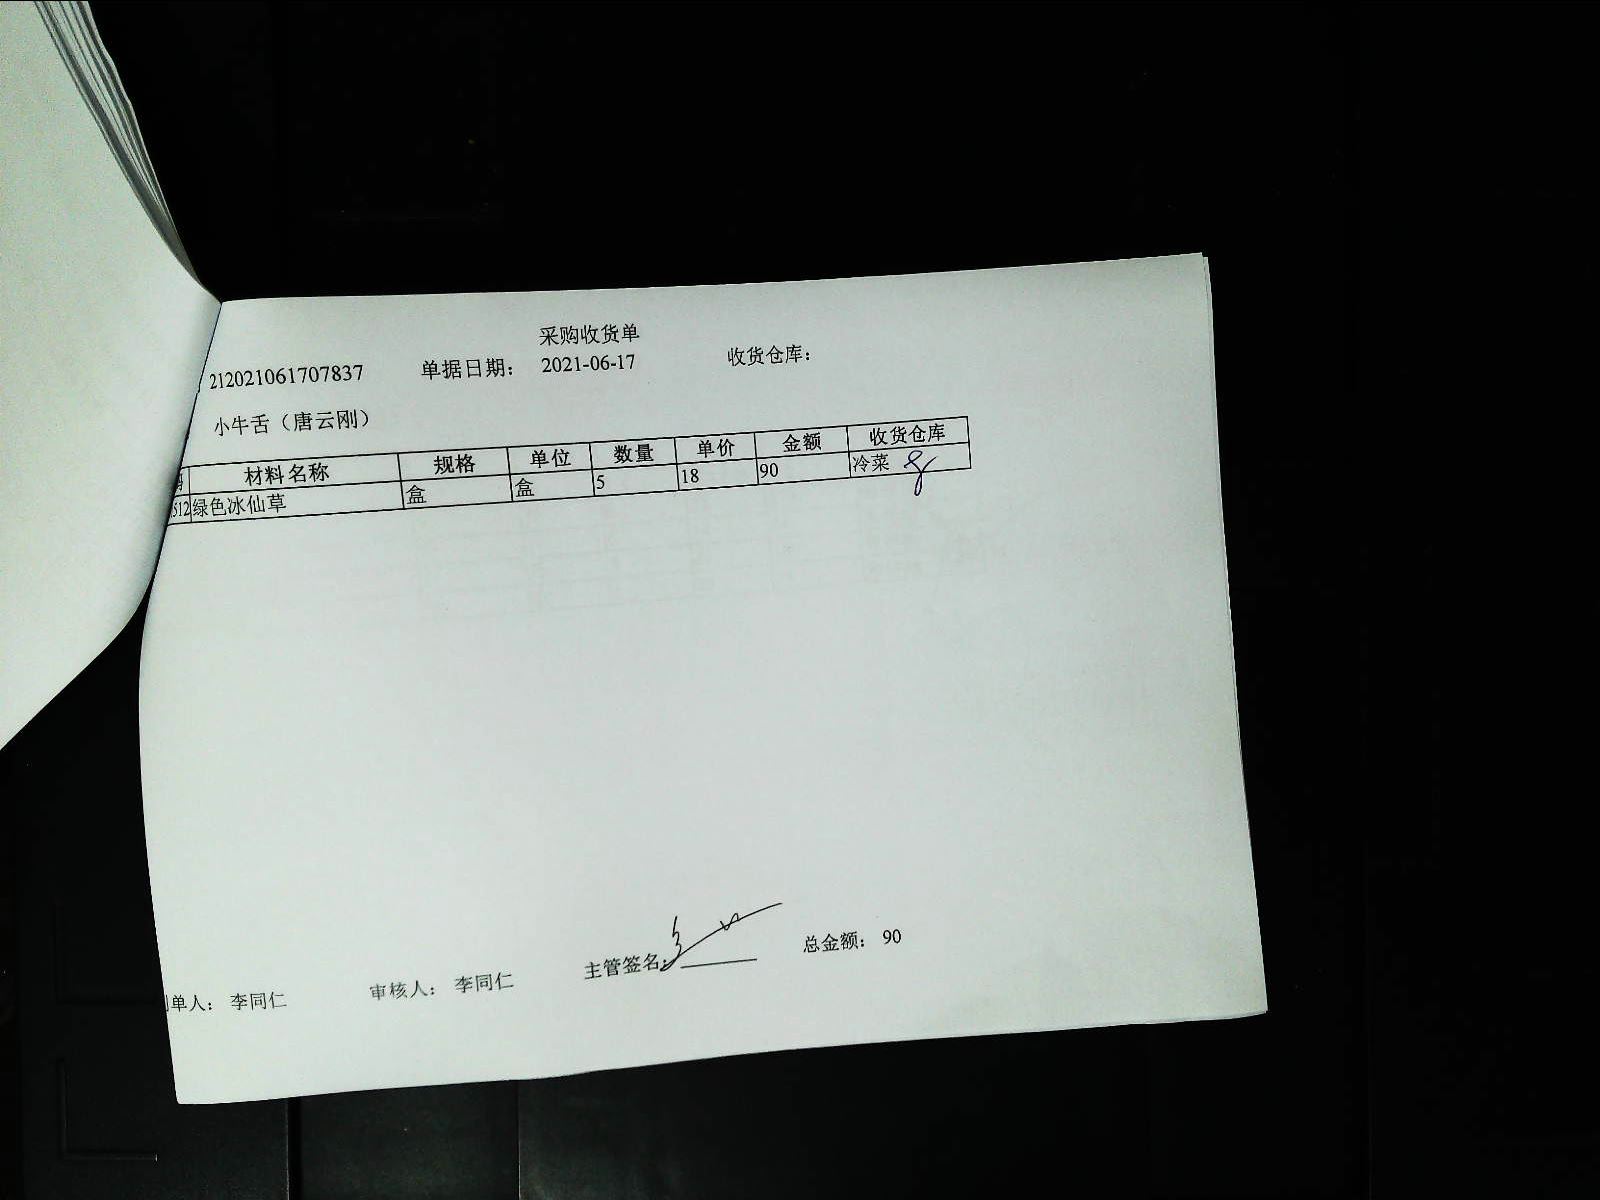 采购收货单
212021061707837 单据日期: 2021-06-17 收货仓库:
小牛舌（唐云刚）
材料名称 规格 单位 数量 单价 金额 收货仓库
512 绿色冰仙草 盒 盒 5 18 90 冷菜
单人: 李同仁 审核人: 李同仁 主管签名: 总金额: 90